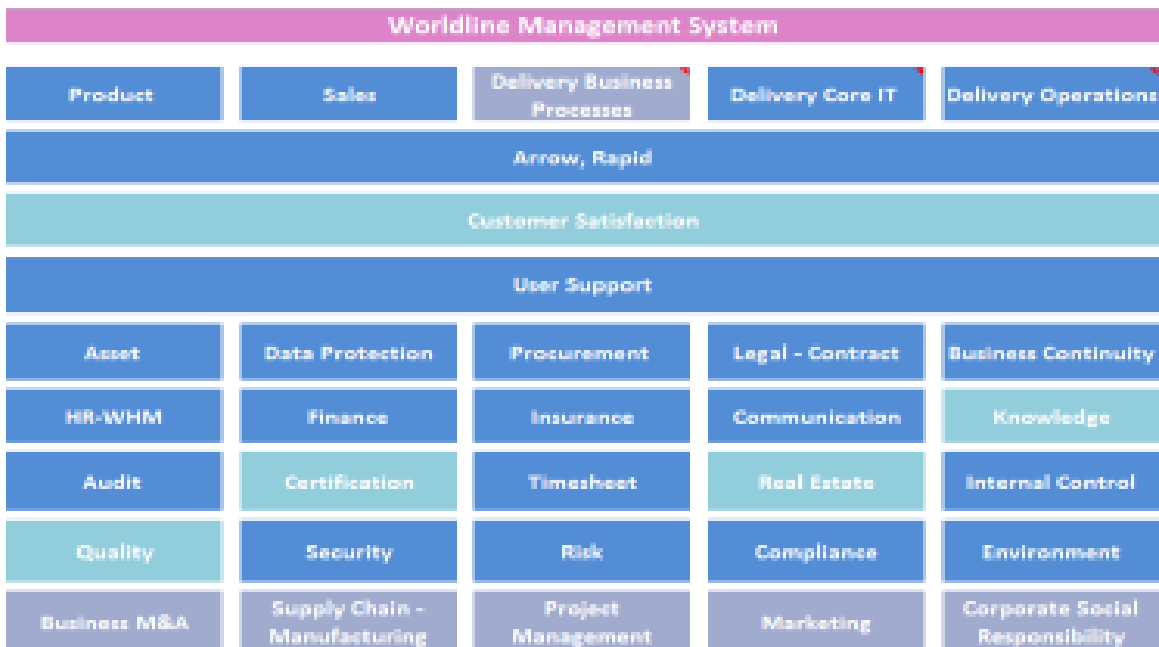 Worldline Management System
Product
Sales
Delivery Business
Processes
Delivery Core IT
Delivery Operations
Arrow, Rapid
Customer Satisfaction
User Support
Asset
Data Protection
Procurement
Legal - Contract
Business Continuity
HR-WHM
Finance
Insurance
Communication
Knowledge
Audit
Certification
Timesheet
Real Estate
Internal Control
Quality
Security
Risk
Compliance
Environment
Business M&A
Supply Chain -
Manufacturing
Project
Management
Marketing
Corporate Social
Responsibility